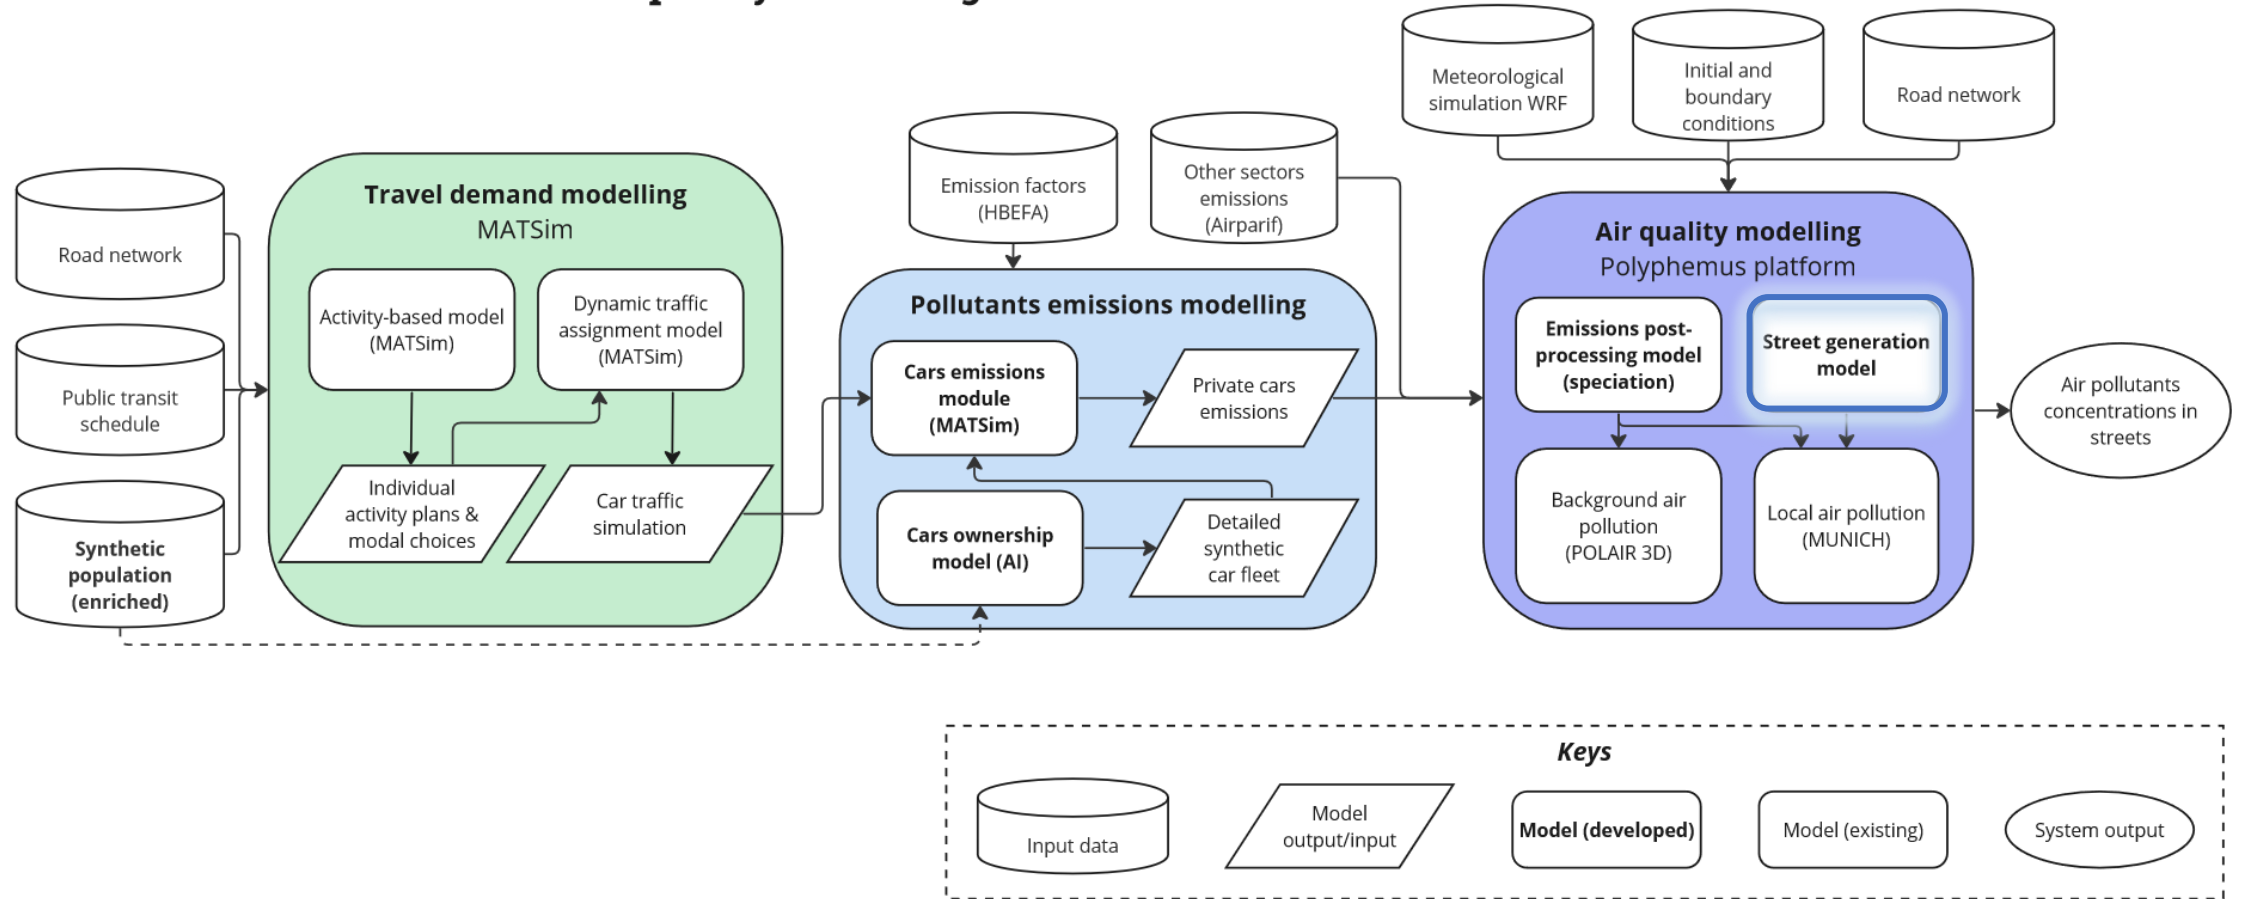 Meteorological
simulation WRF
Initial and
boundary
conditions
Road network
Emission factors
(HBEFA)
Other sectors
emissions
(Airparif)
Road network
Public transit
schedule
Synthetic
population
(enriched)
Travel demand modelling
MATSim
Activity-based model
(MATSim)
Dynamic traffic
assignment model
(MATSim)
Individual
activity plans &
modal choices
Car traffic
simulation
Pollutants emissions modelling
Cars emissions
module
(MATSim)
Private cars
emissions
Cars ownership
model (AI)
Detailed
synthetic
car fleet
Air quality modelling
Polyphemus platform
Emissions post-
processing model
(speciation)
Street generation
model
Background air
pollution
(POLAIR 3D)
Local air pollution
(MUNICH)
Air pollutants
concentrations in
streets
Keys
Input data
Model
output/input
Model (developed)
Model (existing)
System output